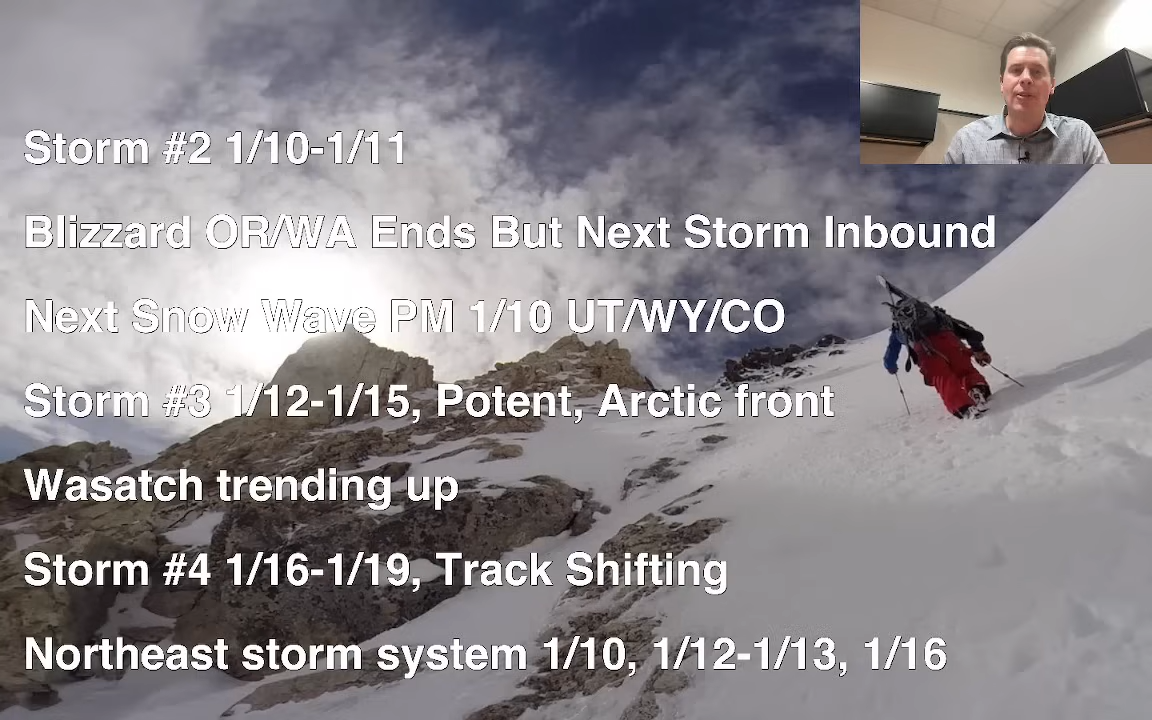 Storm #2 1/10-1/11
Blizzard OR/WA Ends But Next Storm Inbound
Next Snow Wave PM 1/10 UT/WY/CO
Storm #3 1/12-1/15, Potent, Arctic front
Wasatch trending up
Storm #4 1/16-1/19, Track Shifting
Northeast storm system 1/10, 1/12-1/13, 1/16